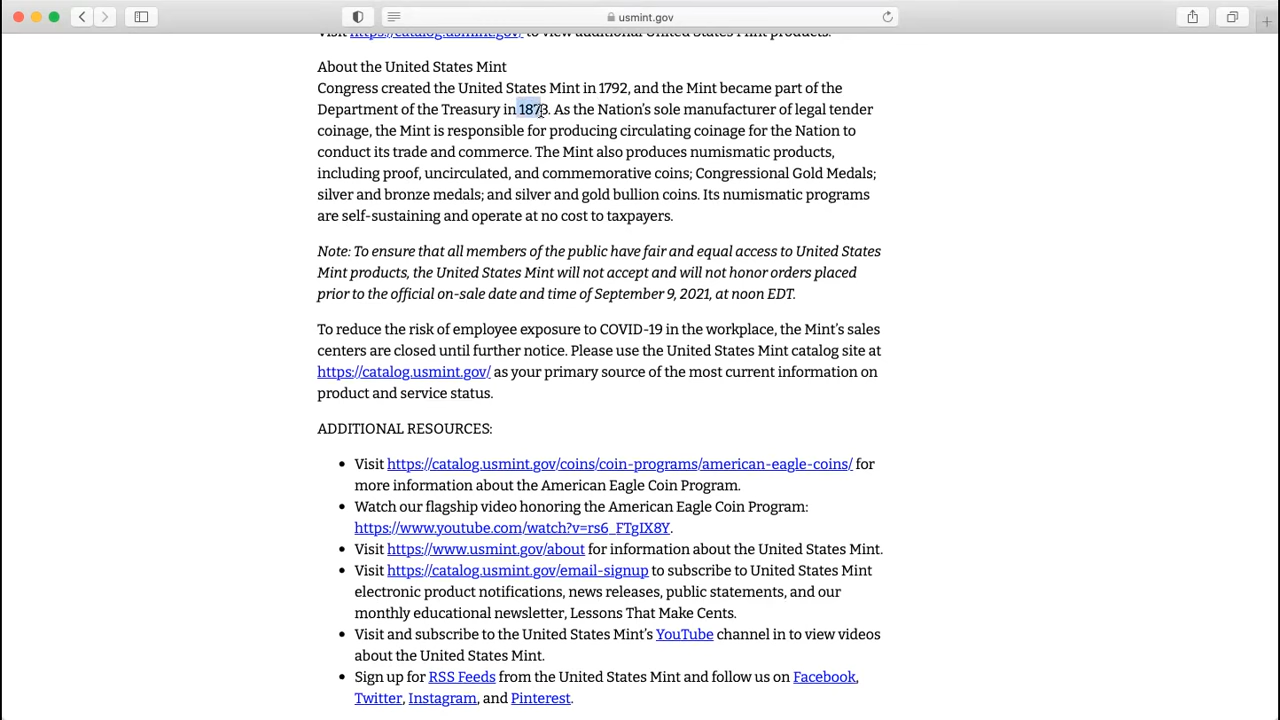 usmint.gov
Visit https://catalog.usmint.gov/ to view additional United States Mint products.
About the United States Mint
Congress created the United States Mint in 1792, and the Mint became part of the
Department of the Treasury in 1873. As the Nation’s sole manufacturer of legal tender
coinage, the Mint is responsible for producing circulating coinage for the Nation to
conduct its trade and commerce. The Mint also produces numismatic products,
including proof, uncirculated, and commemorative coins; Congressional Gold Medals;
silver and bronze medals; and silver and gold bullion coins. Its numismatic programs
are self-sustaining and operate at no cost to taxpayers.
Note: To ensure that all members of the public have fair and equal access to United States
Mint products, the United States Mint will not accept and will not honor orders placed
prior to the official on-sale date and time of September 9, 2021, at noon EDT.
To reduce the risk of employee exposure to COVID-19 in the workplace, the Mint’s sales
centers are closed until further notice. Please use the United States Mint catalog site at
https://catalog.usmint.gov/ as your primary source of the most current information on
product and service status.
ADDITIONAL RESOURCES:
• Visit https://catalog.usmint.gov/coins/coin-programs/american-eagle-coins/ for
more information about the American Eagle Coin Program.
• Watch our flagship video honoring the American Eagle Coin Program:
https://www.youtube.com/watch?v=rs6_FTgIX8Y.
• Visit https://www.usmint.gov/about for information about the United States Mint.
• Visit https://catalog.usmint.gov/email-signup to subscribe to United States Mint
electronic product notifications, news releases, public statements, and our
monthly educational newsletter, Lessons That Make Cents.
• Visit and subscribe to the United States Mint’s YouTube channel in to view videos
about the United States Mint.
• Sign up for RSS Feeds from the United States Mint and follow us on Facebook,
Twitter, Instagram, and Pinterest.